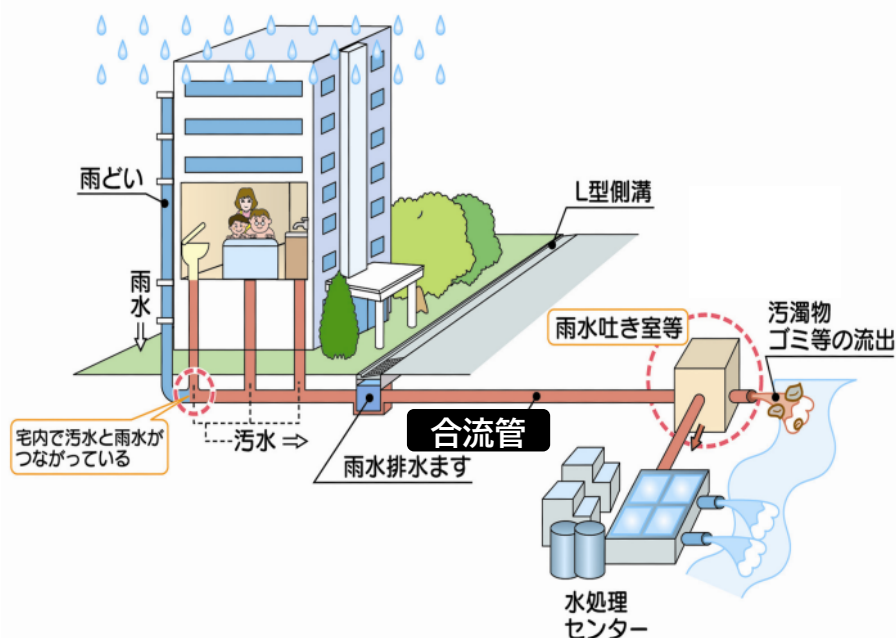 雨どい
L型側溝
雨水
雨水吐き室等
汚濁物
ゴミ等の流出
宅内で汚水と雨水が
つながっている
汚水
合流管
雨水排水ます
水処理
センター